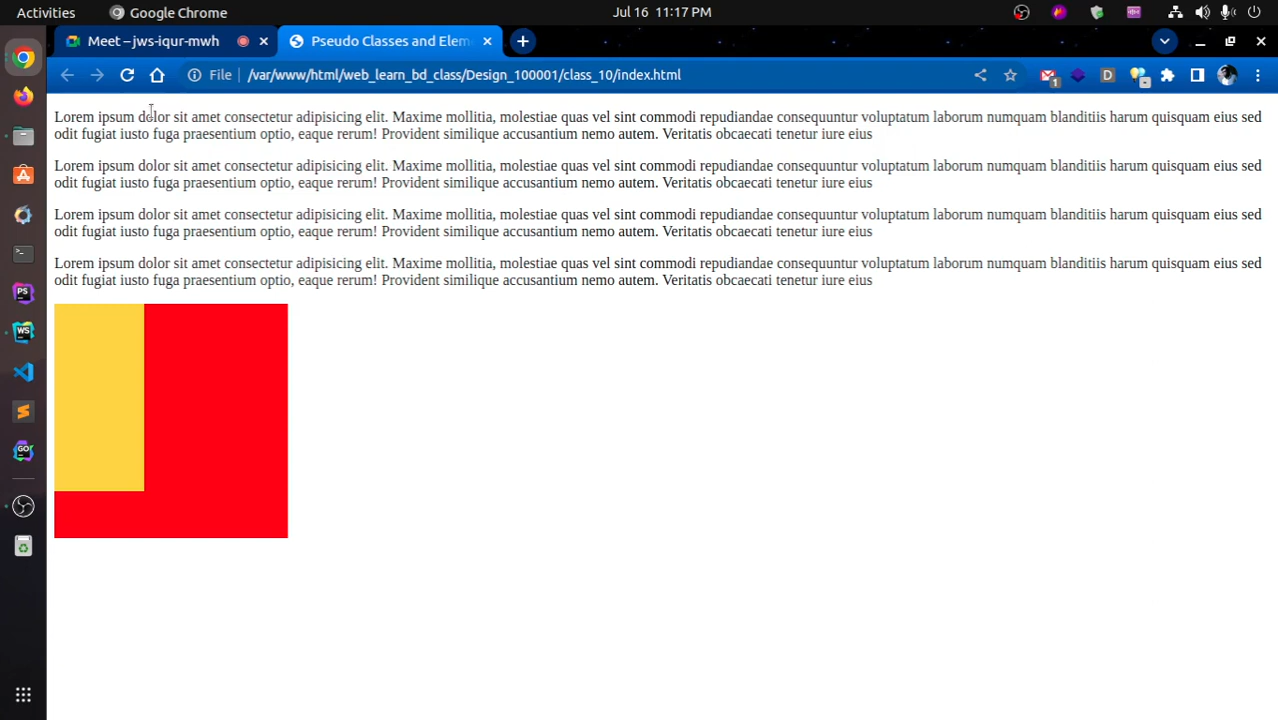 Activities
Google Chrome
Jul 16 11:17 PM
Meet – jws-iqur-mwh
Pseudo Classes and Elem
File
/var/www/html/web_learn_bd_class/Design_100001/class_10/index.html
1
D
Lorem ipsum dolor sit amet consectetur adipisicing elit. Maxime mollitia, molestiae quas vel sint commodi repudiandae consequuntur voluptatum laborum numquam blanditiis harum quisquam eius sed
odit fugiat iusto fuga praesentium optio, eaque rerum! Provident similique accusantium nemo autem. Veritatis obcaecati tenetur iure eius
Lorem ipsum dolor sit amet consectetur adipisicing elit. Maxime mollitia, molestiae quas vel sint commodi repudiandae consequuntur voluptatum laborum numquam blanditiis harum quisquam eius sed
odit fugiat iusto fuga praesentium optio, eaque rerum! Provident similique accusantium nemo autem. Veritatis obcaecati tenetur iure eius
Lorem ipsum dolor sit amet consectetur adipisicing elit. Maxime mollitia, molestiae quas vel sint commodi repudiandae consequuntur voluptatum laborum numquam blanditiis harum quisquam eius sed
odit fugiat iusto fuga praesentium optio, eaque rerum! Provident similique accusantium nemo autem. Veritatis obcaecati tenetur iure eius
Lorem ipsum dolor sit amet consectetur adipisicing elit. Maxime mollitia, molestiae quas vel sint commodi repudiandae consequuntur voluptatum laborum numquam blanditiis harum quisquam eius sed
odit fugiat iusto fuga praesentium optio, eaque rerum! Provident similique accusantium nemo autem. Veritatis obcaecati tenetur iure eius
PS
WS
GO